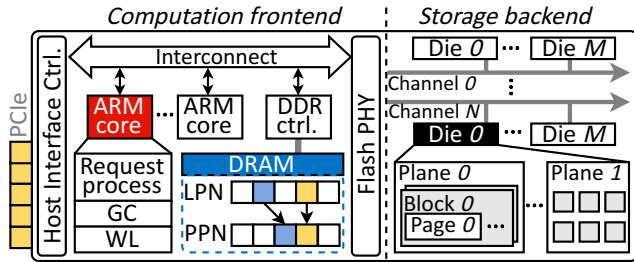 Computation frontend
Storage backend
PCIe
Host Interface Ctrl.
Interconnect
ARM
core
...
ARM
core
DDR
ctrl.
Flash PHY
Request
process
GC
WL
DRAM
LPN
PPN
Die 0
...
Die M
Channel 0
Channel N
Die 0
...
Die M
Plane 0
Block 0
Page 0
...
...
Plane 1
...